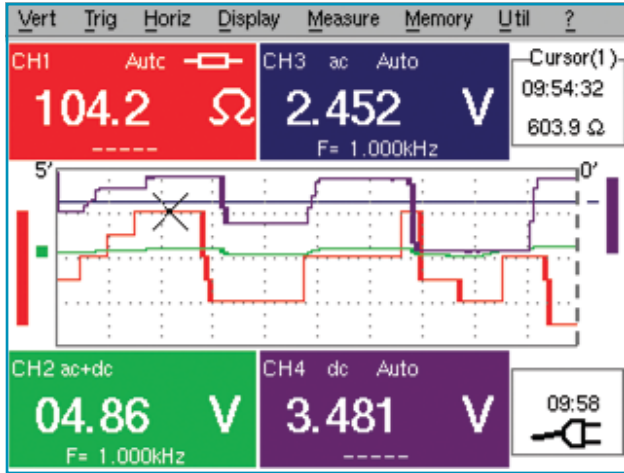 Vert Trig Horiz Display Measure Memory Util ?
CH1 Autc
104.2 Ω
-----
CH3 ac Auto
2.452 V
F= 1.000kHz
Cursor(1)
09:54:32
603.9 Ω
5' 0'
CH2 ac+dc
04.86 V
F= 1.000kHz
CH4 dc Auto
3.481 V
-----
09:58